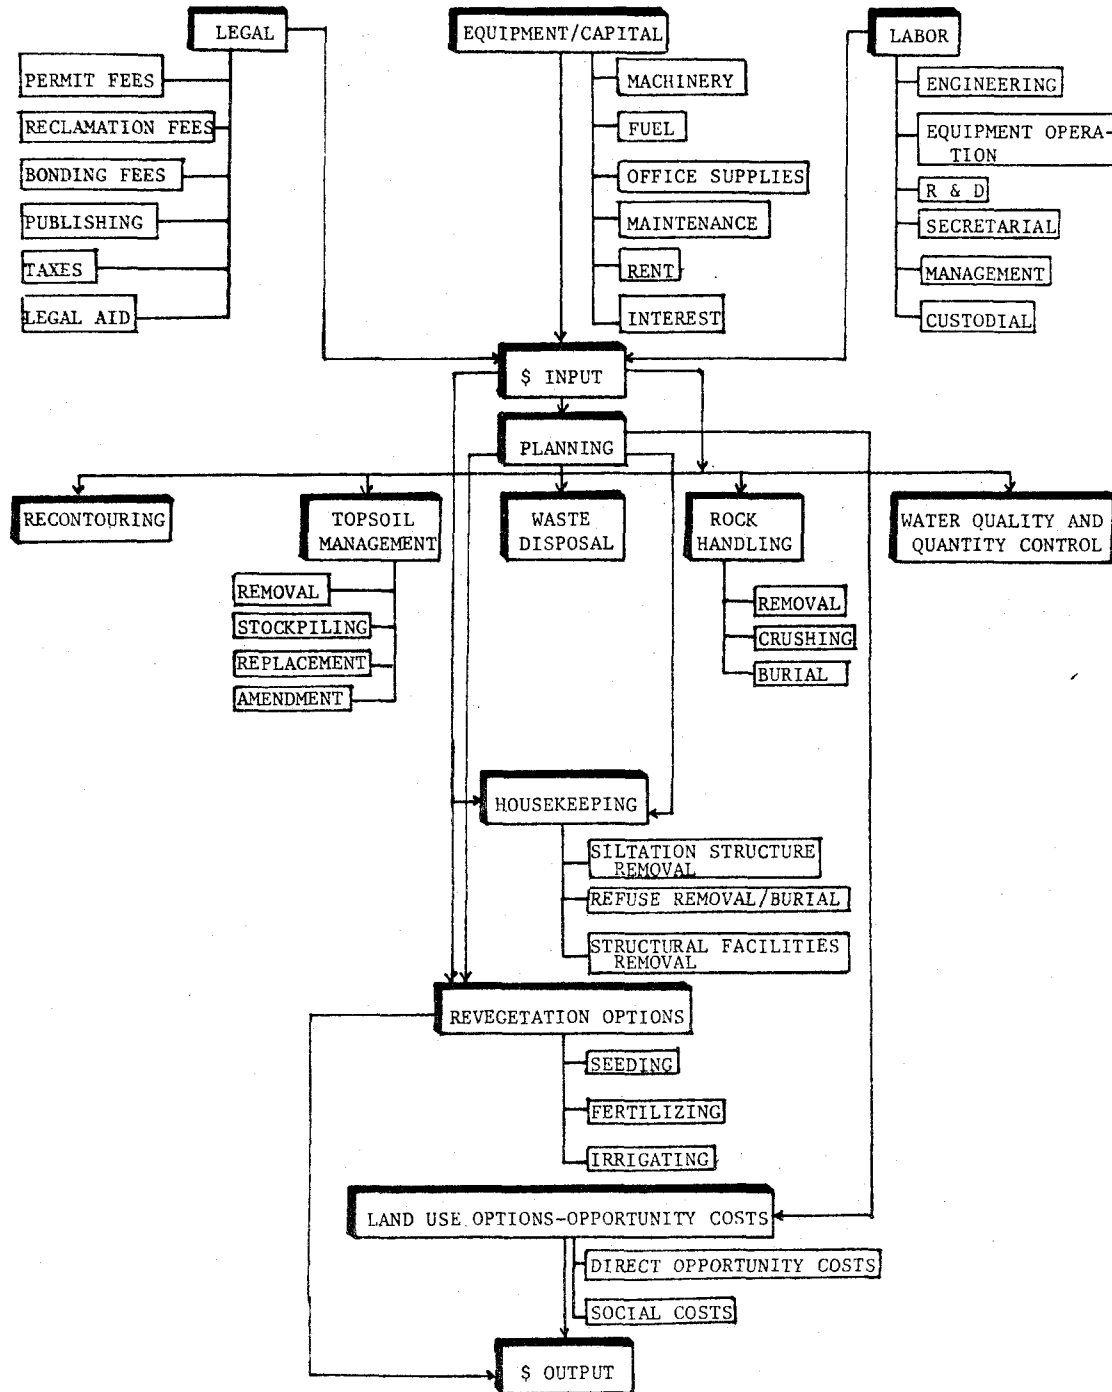 LEGAL
EQUIPMENT/CAPITAL
LABOR
PERMIT FEES
RECLAMATION FEES
BONDING FEES
PUBLISHING
TAXES
LEGAL AID
MACHINERY
FUEL
OFFICE SUPPLIES
MAINTENANCE
RENT
INTEREST
ENGINEERING
EQUIPMENT OPERA-
TION
R & D
SECRETARIAL
MANAGEMENT
CUSTODIAL
$ INPUT
PLANNING
RECONTOURING
TOPSOIL
MANAGEMENT
WASTE
DISPOSAL
ROCK
HANDLING
WATER QUALITY AND
QUANTITY CONTROL
REMOVAL
STOCKPILING
REPLACEMENT
AMENDMENT
REMOVAL
CRUSHING
BURIAL
HOUSEKEEPING
SILTATION STRUCTURE
REMOVAL
REFUSE REMOVAL/BURIAL
STRUCTURAL FACILITIES
REMOVAL
REVEGETATION OPTIONS
SEEDING
FERTILIZING
IRRIGATING
LAND USE OPTIONS-OPPORTUNITY COSTS
DIRECT OPPORTUNITY COSTS
SOCIAL COSTS
$ OUTPUT